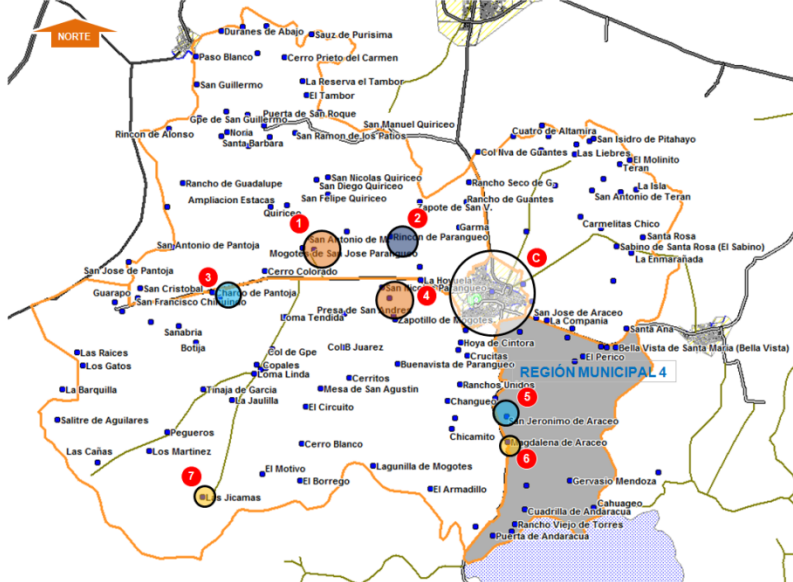 NORTE
Duranes de Abajo
Sauz de Purisima
Paso Blanco
Cerro Prieto del Carmen
San Guillermo
La Reserva el Tambor
El Tambor
Puerta de San Roque
Gpe de San Guillermo
San Manuel Quiriceo
Rincon de Alonso
Noria
San Ramon de los Patios
Santa Barbara
Cuatro de Altamira
San Isidro de Pitahayo
Col Nva de Guantes
Las Liebres
El Molinito
Teran
San Nicolas Quiriceo
Rancho de Guadalupe
San Diego Quiriceo
Rancho Seco de G.
La Isla
San Antonio de Teran
Ampliacion Estacas
San Felipe Quiriceo
Rancho de Guantes
Quiriceo
Zapote de San V.
1
2
Garma
Carmelitas Chico
San Antonio de Pantoja
San Antonio de M
Rincon de Parangueo
Santa Rosa
Mogotes de San Jose Parangueo
Sabino de Santa Rosa (El Sabino)
C
La Enmarañada
San Jose de Pantoja
3
Cerro Colorado
La Hoyuela
San Cristobal
Charco de Pantoja
Guarapo
San Francisco Chihuindo
4
Presa de San Andres
San Jose de Araceo
Loma Tendida
Zapotillo de Mogotes
La Compania
Santa Ana
Sanabria
Botija
Col B Juarez
Hoya de Cintora
Bella Vista de Santa Maria (Bella Vista)
Las Raices
Col de Gpe
Crucitas
El Perico
Los Gatos
Copales
Buenavista de Parangueo
REGIÓN MUNICIPAL 4
Loma Linda
Cerritos
La Barquilla
Tinaja de Garcia
Mesa de San Agustin
Ranchos Unidos
La Jaulilla
Changueo
5
El Circuito
Salitre de Aguilares
San Jeronimo de Araceo
Pegueros
Chicamito
Magdalena de Araceo
Cerro Blanco
6
Las Cañas
Los Martinez
Lagunilla de Mogotes
7
El Motivo
El Borrego
Gervasio Mendoza
El Armadillo
Las Jicamas
Cahuageo
Cuadrilla de Andaracua
Rancho Viejo de Torres
Puerta de Andaracua